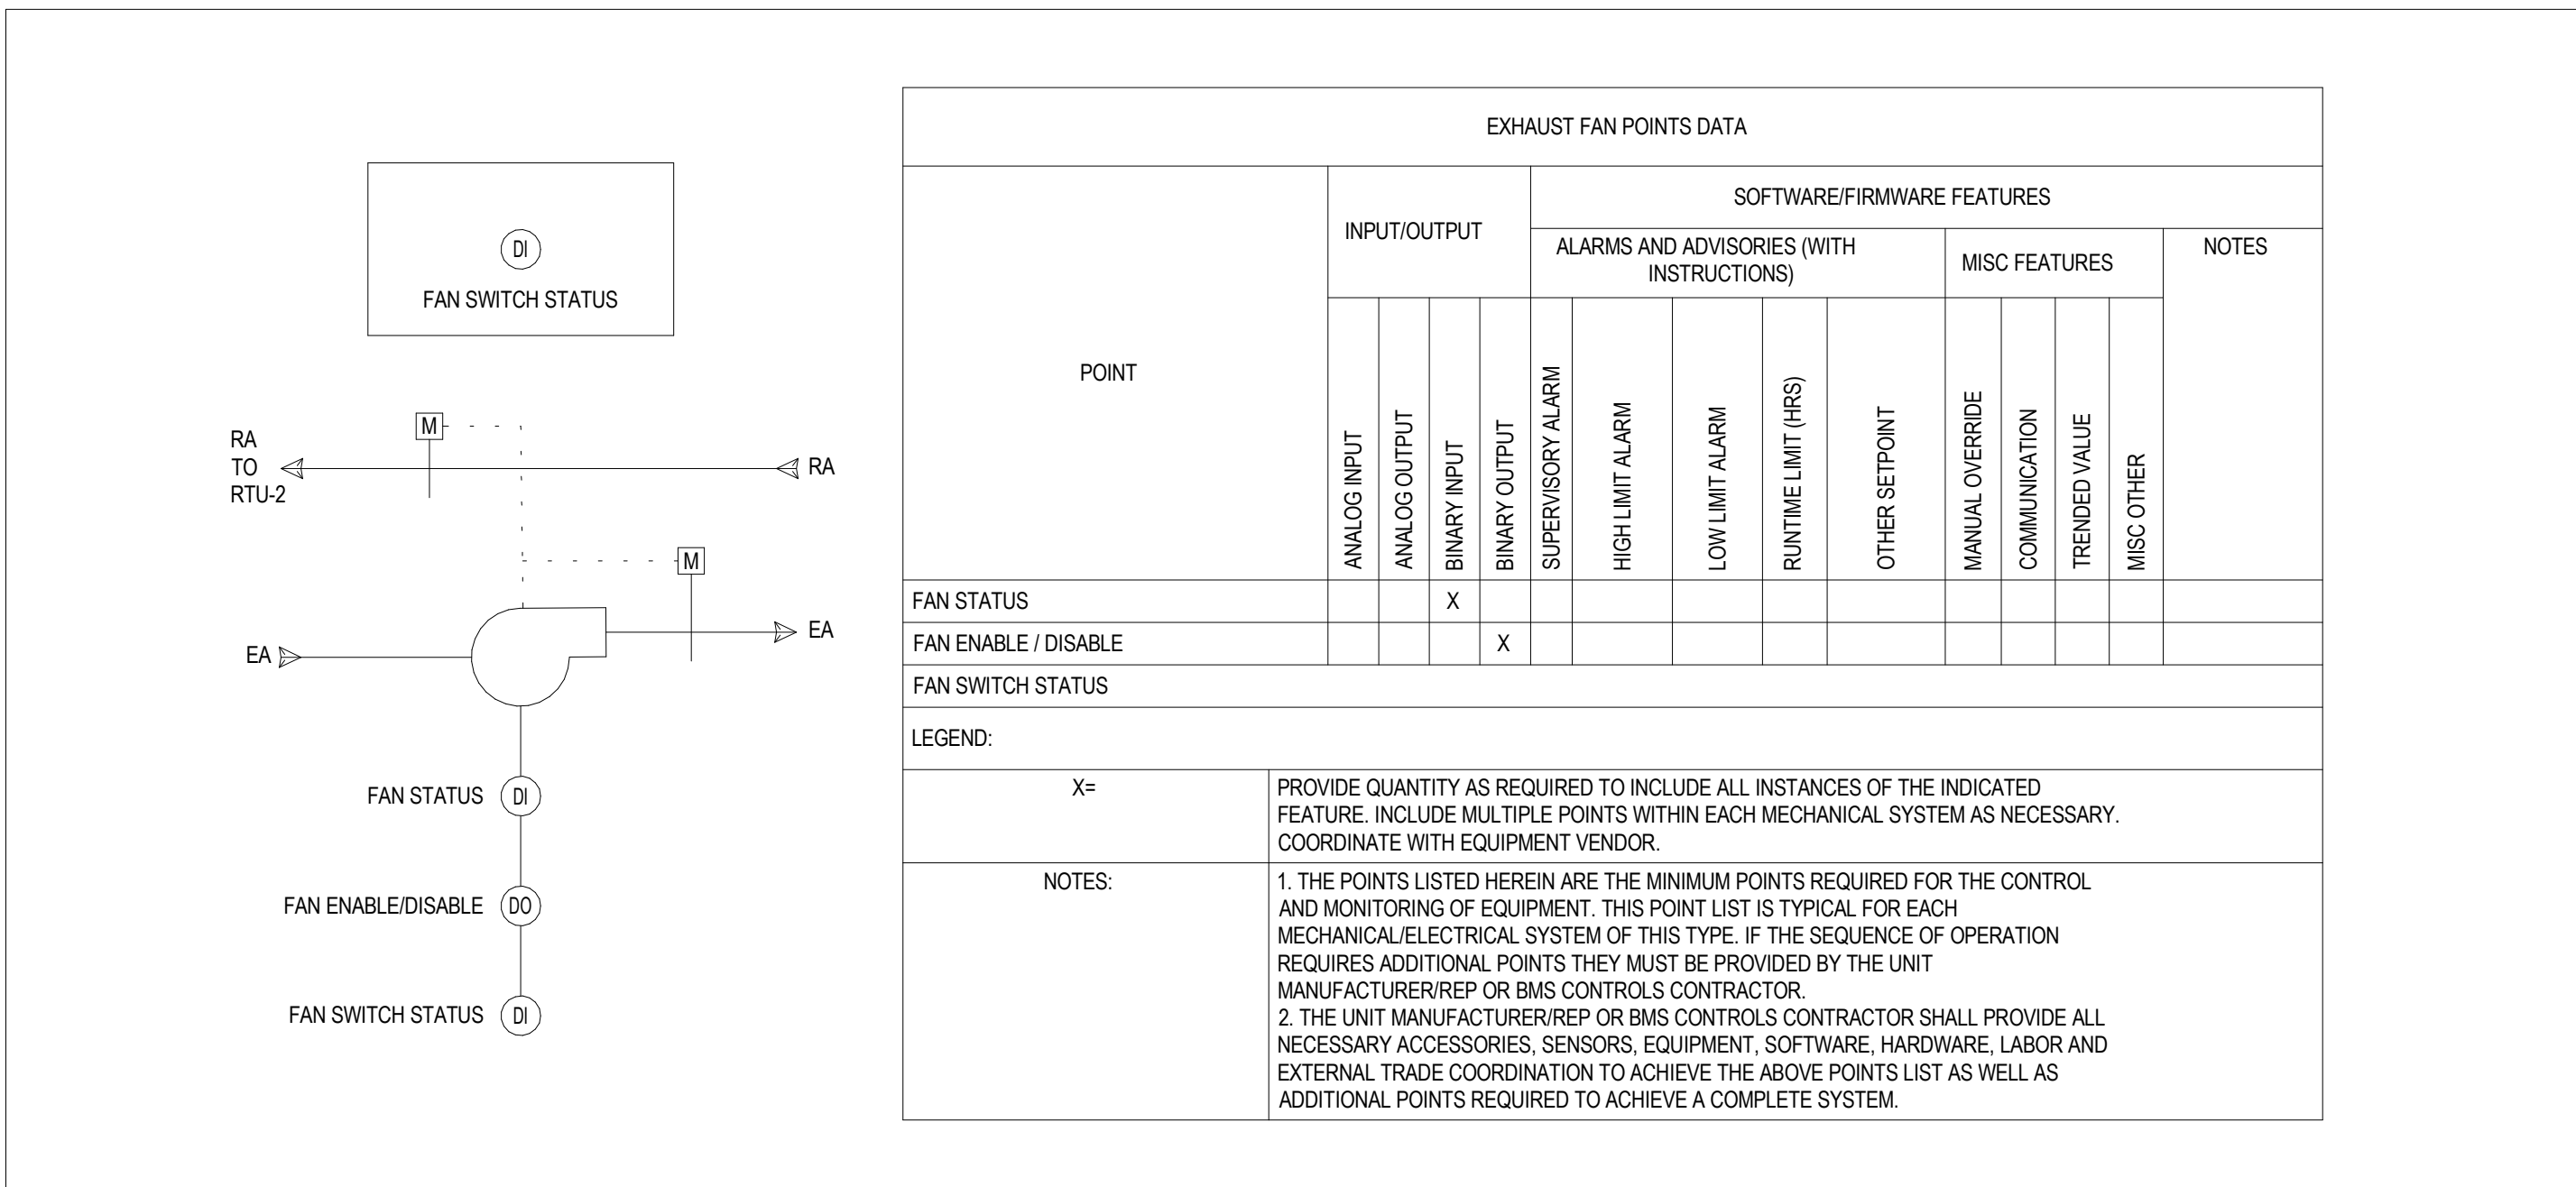 DI
FAN SWITCH STATUS
M
RA
TO
RTU-2
RA
M
EA
EA
FAN STATUS DI
FAN ENABLE/DISABLE DO
FAN SWITCH STATUS DI
EXHAUST FAN POINTS DATA
POINT
INPUT/OUTPUT
SOFTWARE/FIRMWARE FEATURES
ALARMS AND ADVISORIES (WITH
INSTRUCTIONS)
MISC FEATURES
NOTES
ANALOG INPUT
ANALOG OUTPUT
BINARY INPUT
BINARY OUTPUT
SUPERVISORY ALARM
HIGH LIMIT ALARM
LOW LIMIT ALARM
RUNTIME LIMIT (HRS)
OTHER SETPOINT
MANUAL OVERRIDE
COMMUNICATION
TRENDED VALUE
MISC OTHER
FAN STATUS X
FAN ENABLE / DISABLE X
FAN SWITCH STATUS
LEGEND:
X=
PROVIDE QUANTITY AS REQUIRED TO INCLUDE ALL INSTANCES OF THE INDICATED
FEATURE. INCLUDE MULTIPLE POINTS WITHIN EACH MECHANICAL SYSTEM AS NECESSARY.
COORDINATE WITH EQUIPMENT VENDOR.
NOTES:
1. THE POINTS LISTED HEREIN ARE THE MINIMUM POINTS REQUIRED FOR THE CONTROL
AND MONITORING OF EQUIPMENT. THIS POINT LIST IS TYPICAL FOR EACH
MECHANICAL/ELECTRICAL SYSTEM OF THIS TYPE. IF THE SEQUENCE OF OPERATION
REQUIRES ADDITIONAL POINTS THEY MUST BE PROVIDED BY THE UNIT
MANUFACTURER/REP OR BMS CONTROLS CONTRACTOR.
2. THE UNIT MANUFACTURER/REP OR BMS CONTROLS CONTRACTOR SHALL PROVIDE ALL
NECESSARY ACCESSORIES, SENSORS, EQUIPMENT, SOFTWARE, HARDWARE, LABOR AND
EXTERNAL TRADE COORDINATION TO ACHIEVE THE ABOVE POINTS LIST AS WELL AS
ADDITIONAL POINTS REQUIRED TO ACHIEVE A COMPLETE SYSTEM.